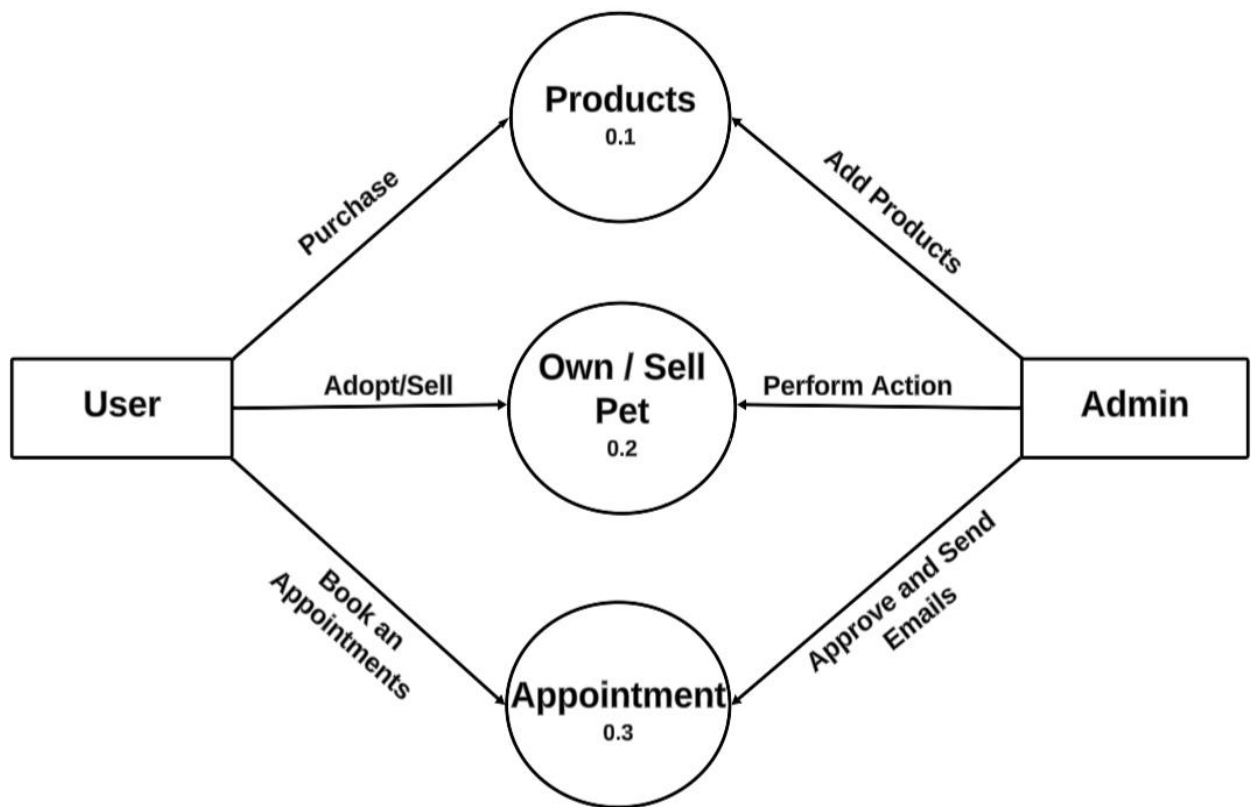 Products
0.1
Purchase
Add Products
Own / Sell
Pet
0.2
User
Adopt/Sell
Perform Action
Admin
Book an
Appointments
Approve and Send
Emails
Appointment
0.3